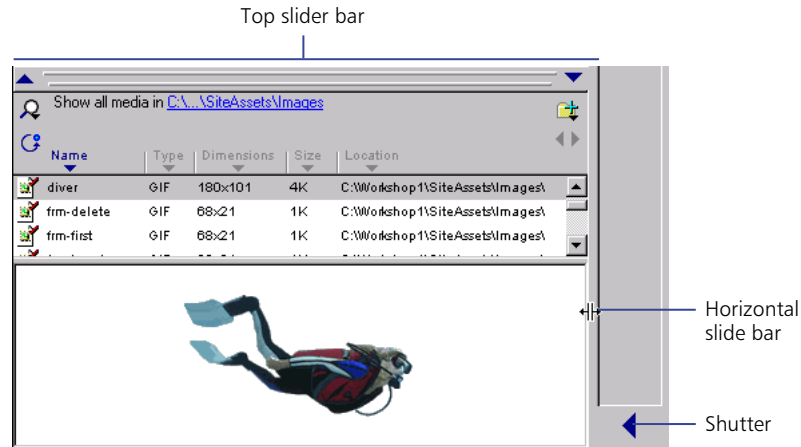 Top slider bar
Show all media in C:\...\SiteAssets\Images
Name Type Dimensions Size Location
diver GIF 180x101 4K C:\Workshop1\SiteAssets\Images\
frm-delete GIF 68x21 1K C:\Workshop1\SiteAssets\Images\
frm-first GIF 68x21 1K C:\Workshop1\SiteAssets\Images\
Horizontal
slide bar
Shutter